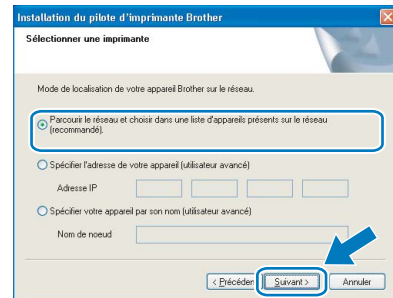 Installation du pilote d'imprimante Brother
Sélectionner une imprimante
Mode de localisation de votre appareil Brother sur le réseau.
Parcourir le réseau et choisir dans une liste d'appareils présents sur le réseau
(recommandé).
Spécifier l'adresse de votre appareil (utilisateur avancé)
Adresse IP
Spécifier votre appareil par son nom (utilisateur avancé)
Nom de noeud
< Précéden Suivant > Annuler